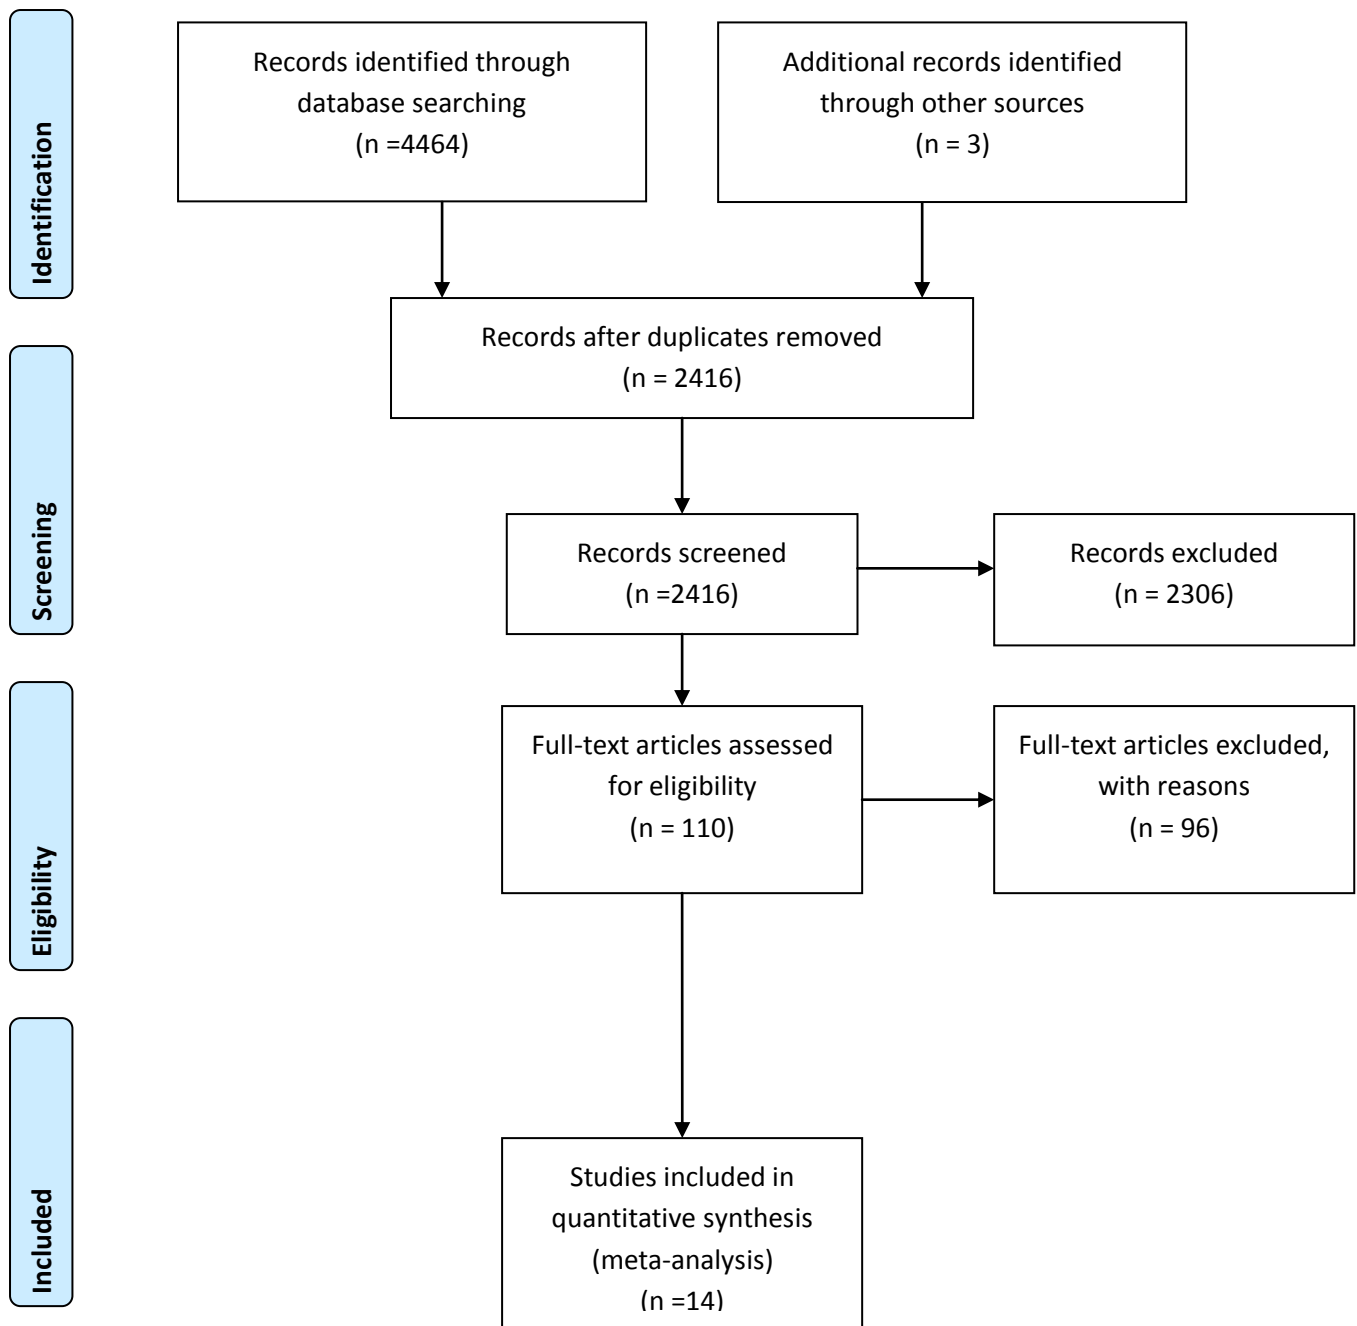 Identification
Records identified through
database searching
(n =4464)
Additional records identified
through other sources
(n = 3)
Records after duplicates removed
(n = 2416)
Screening
Records screened
(n =2416)
Records excluded
(n = 2306)
Eligibility
Full-text articles assessed
for eligibility
(n = 110)
Full-text articles excluded,
with reasons
(n = 96)
Included
Studies included in
quantitative synthesis
(meta-analysis)
(n =14)